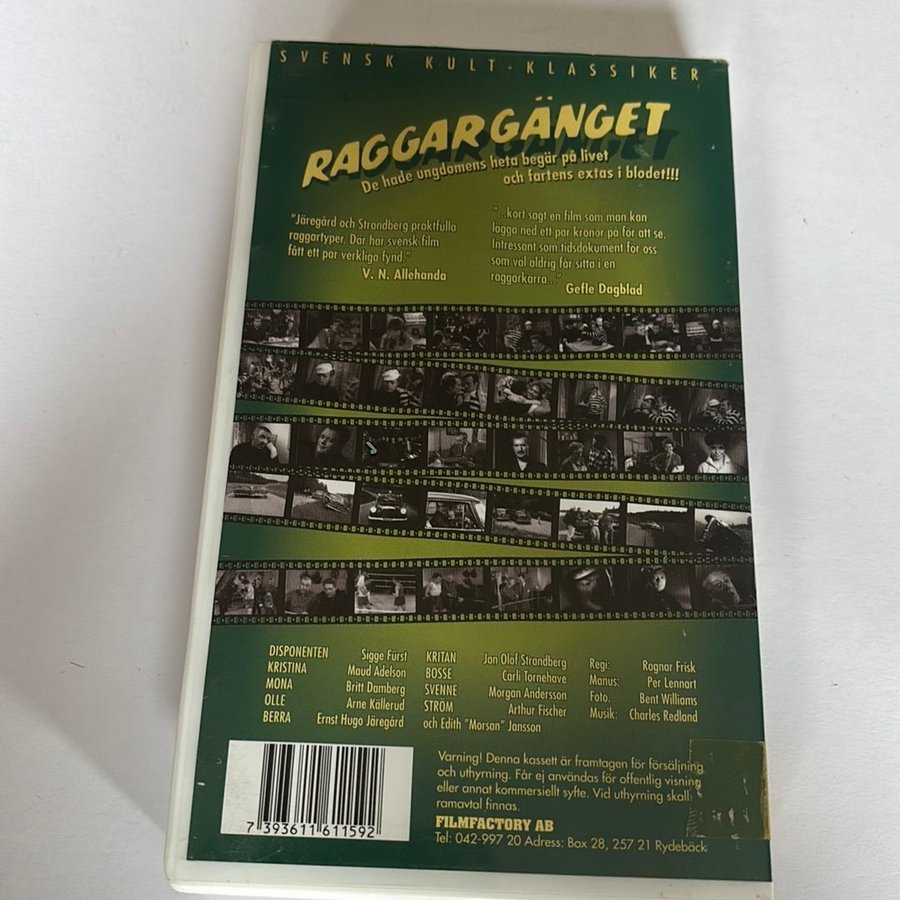 SVENSK KULT-KLASSIKER
RAGGARGÄNGET
De hade ungdomens heta begär på livet
och fartens extas i blodet!!!
"Järegård och Strandberg praktfulla
raggartyper. Där har svensk film
fått ett par verkliga fynd."
V. N. Allehanda
"...kort sagt en film som man kan
lägga ned ett par kronor på för att se.
Intressant som tidsdokument för oss
som väl aldrig får sitta i en
raggarkärra..."
Gefle Dagblad
DISPONENTEN Sigge Fürst
KRISTINA Maud Adelson
MONA Britt Damberg
OLLE Arne Källerud
BERRA Ernst Hugo Järegård
KRITAN Jan Olof Strandberg
BOSSE Carli Tornehave
SVENNE Morgan Andersson
STRÖM Arthur Fischer
och Edith "Morsan" Jansson
Regi: Ragnar Frisk
Manus: Per Lennart
Foto. Bent Williams
Musik: Charles Redland
7 393611 611592
Varning! Denna kassett är framtagen för försäljning
och uthyrning. Får ej användas för offentlig visning
eller annat kommersiellt syfte. Vid uthyrning skall
ramavtal finnas.
FILMFACTORY AB
Tel: 042-997 20 Adress: Box 28, 257 21 Rydebäck